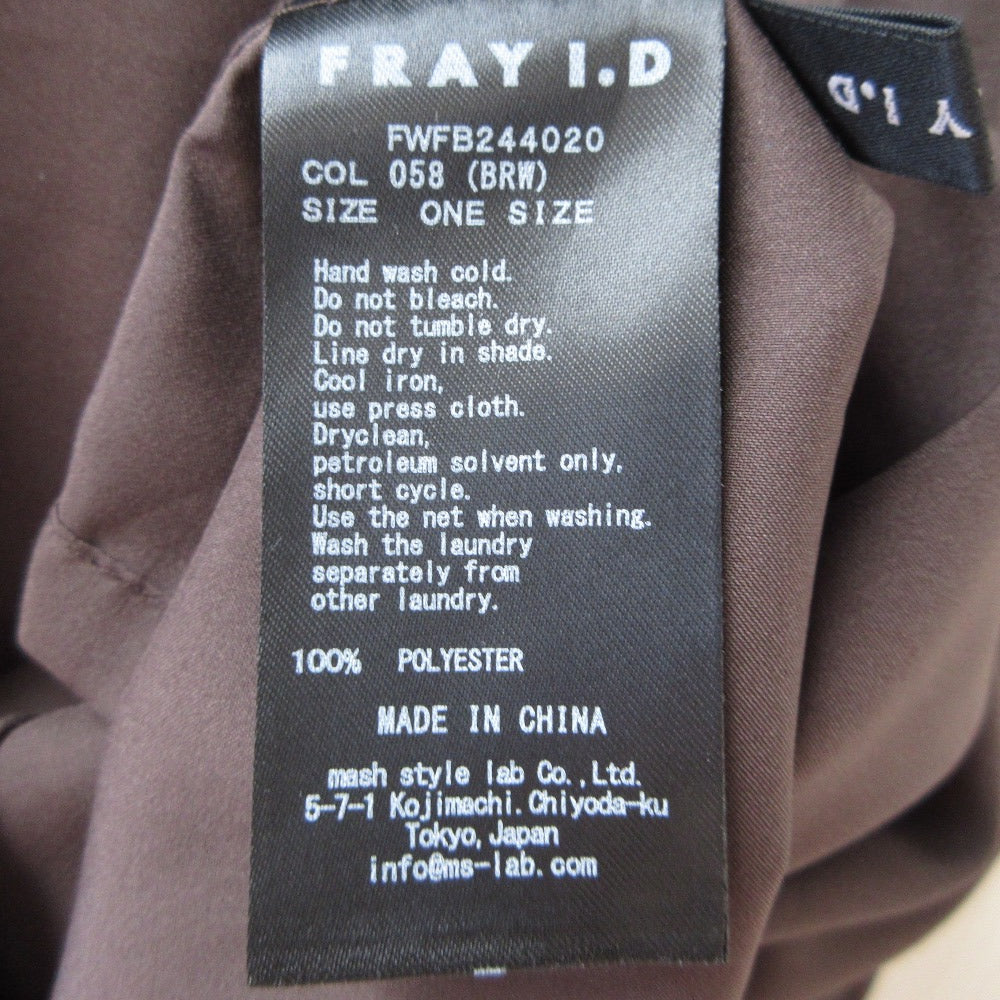 FRAY I.D
FWFB244020
COL 058 (BRW)
SIZE ONE SIZE
Hand wash cold.
Do not bleach.
Do not tumble dry.
Line dry in shade.
Cool iron,
use press cloth.
Dryclean,
petroleum solvent only,
short cycle.
Use the net when washing.
Wash the laundry
separately from
other laundry.
100% POLYESTER
MADE IN CHINA
mash style lab Co.,Ltd.
5-7-1 Kojimachi.Chiyoda-ku
Tokyo,Japan
info@ms-lab.com
Y I.D